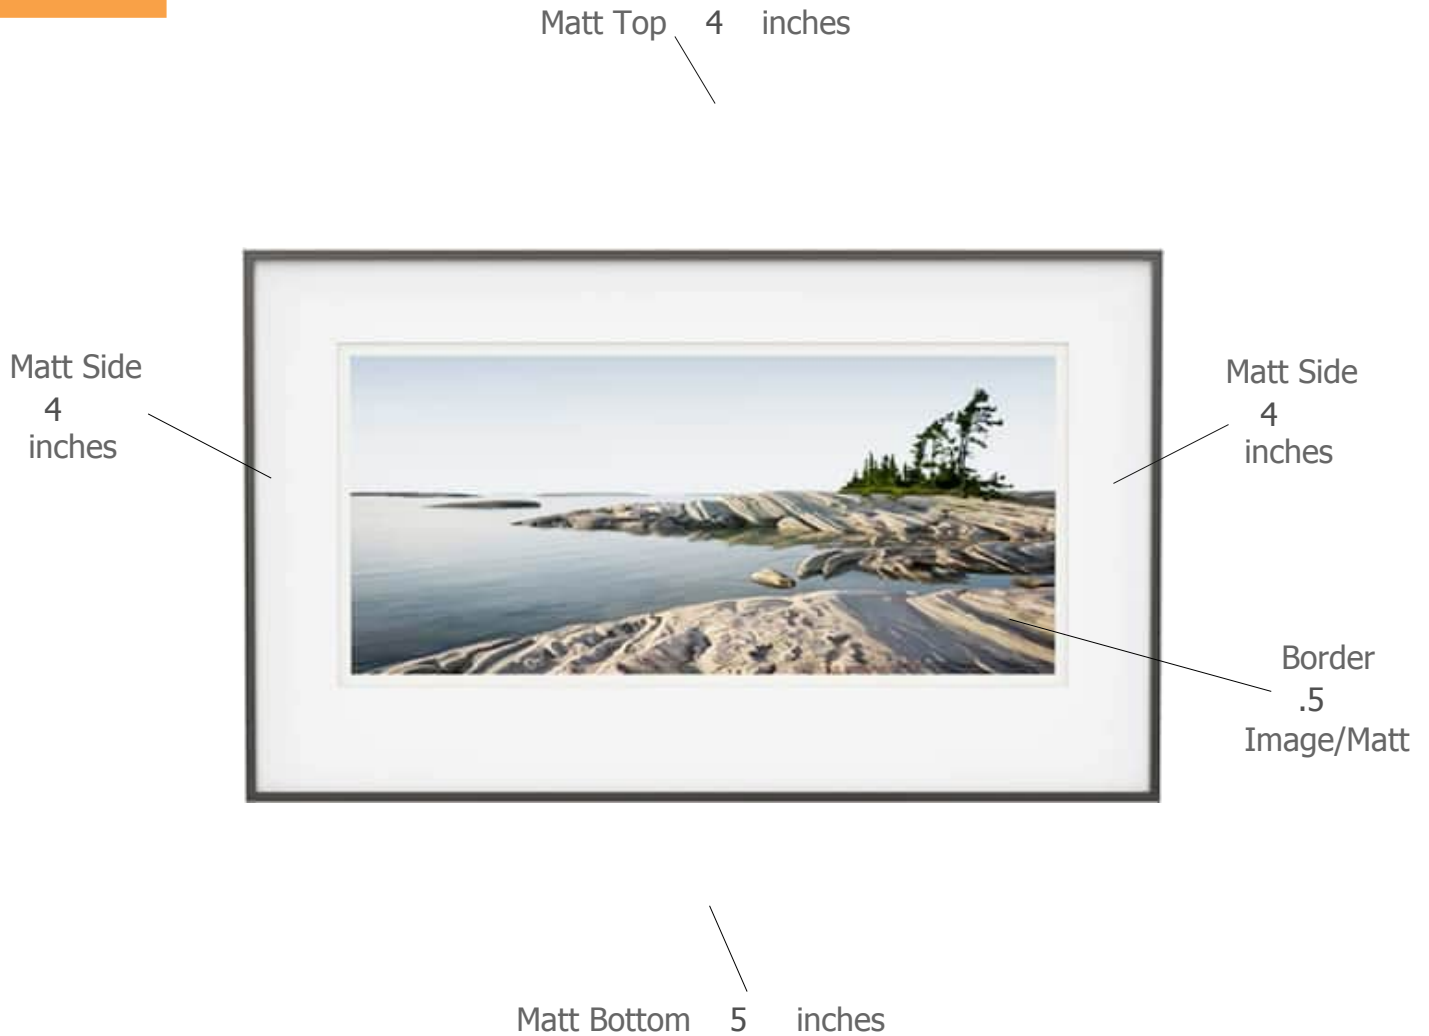 Matt Top 4 inches
Matt Side
4
inches
Matt Side
4
inches
Border
.5
Image/Matt
Matt Bottom 5 inches